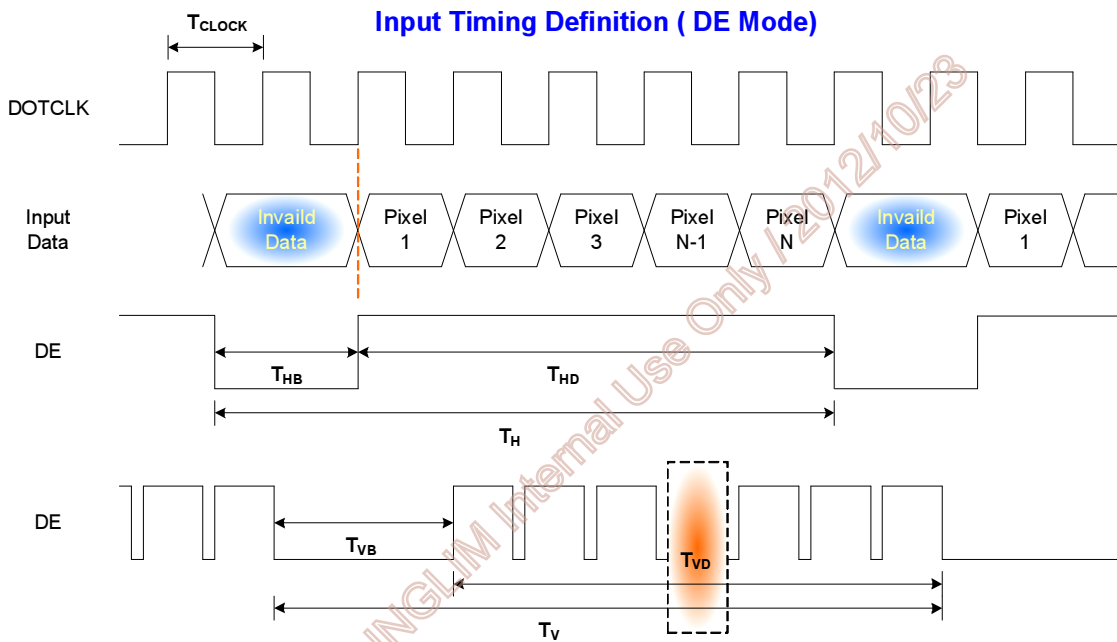 Input Timing Definition ( DE Mode)
TCLOCK
DOTCLK
Input
Data
Invaild
Data
Pixel
1
Pixel
2
Pixel
3
Pixel
N-1
Pixel
N
Invaild
Data
Pixel
1
DE
THB
THD
TH
DE
TVB
TVD
TV
INGLIM Internal Use Only / 2012/10/23